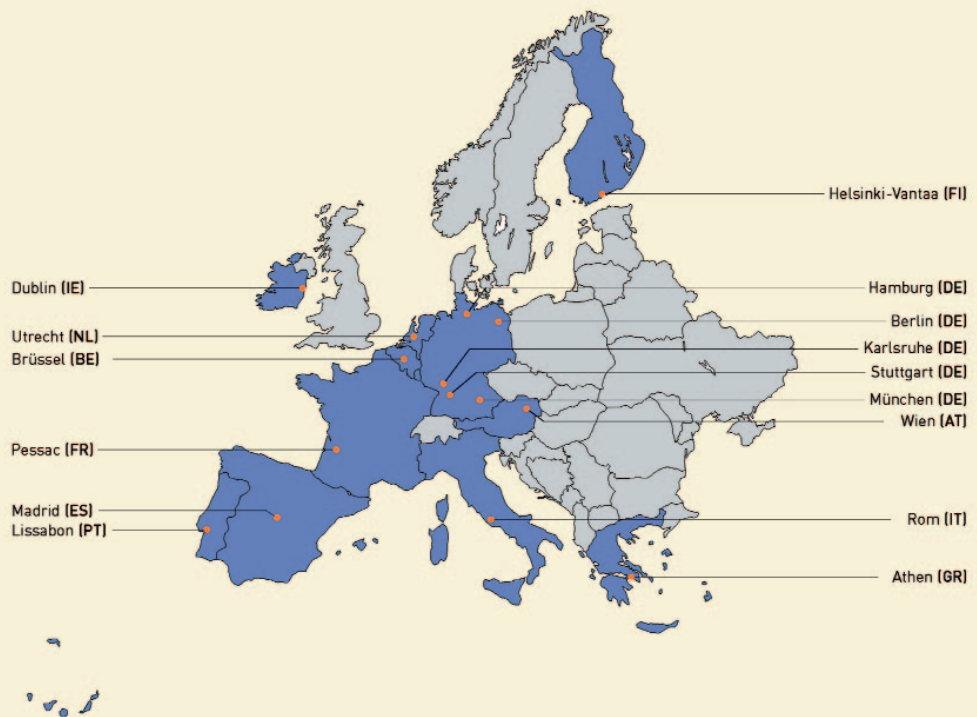 Helsinki-Vantaa (FI)
Dublin (IE)
Hamburg (DE)
Berlin (DE)
Utrecht (NL)
Karlsruhe (DE)
Brüssel (BE)
Stuttgart (DE)
München (DE)
Wien (AT)
Pessac (FR)
Madrid (ES)
Rom (IT)
Lissabon (PT)
Athen (GR)